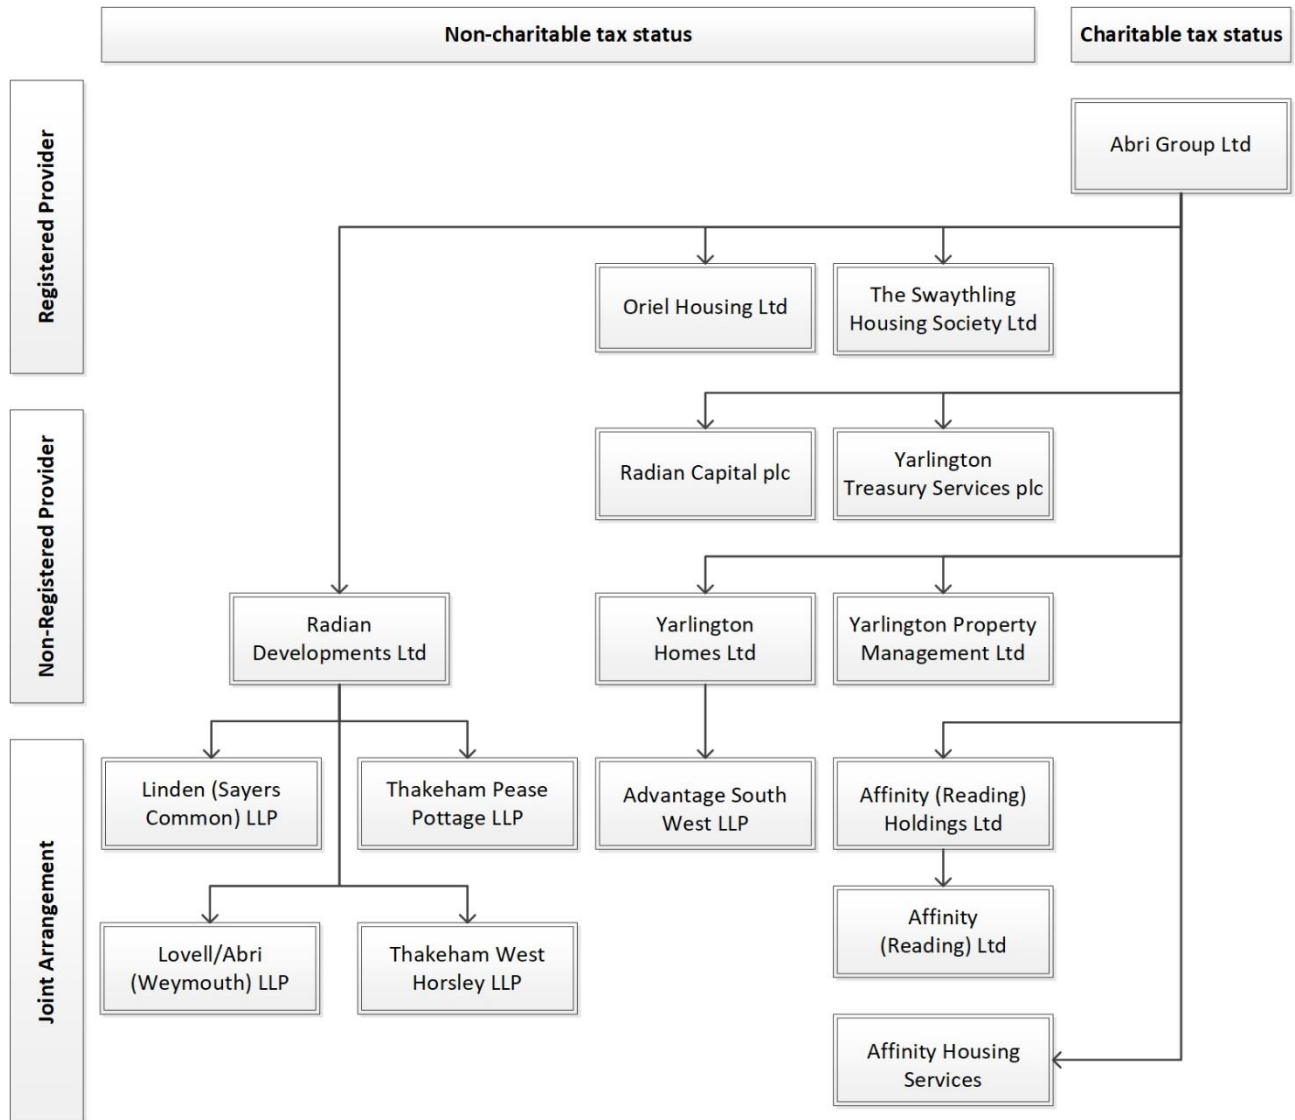 Non-charitable tax status
Charitable tax status
Registered Provider
Abri Group Ltd
Oriel Housing Ltd
The Swaythling
Housing Society Ltd
Non-Registered Provider
Radian Capital plc
Yarlington
Treasury Services plc
Radian
Developments Ltd
Yarlington
Homes Ltd
Yarlington Property
Management Ltd
Joint Arrangement
Linden (Sayers
Common) LLP
Thakeham Pease
Pottage LLP
Advantage South
West LLP
Affinity (Reading)
Holdings Ltd
Affinity
(Reading) Ltd
Lovell/Abri
(Weymouth) LLP
Thakeham West
Horsley LLP
Affinity Housing
Services